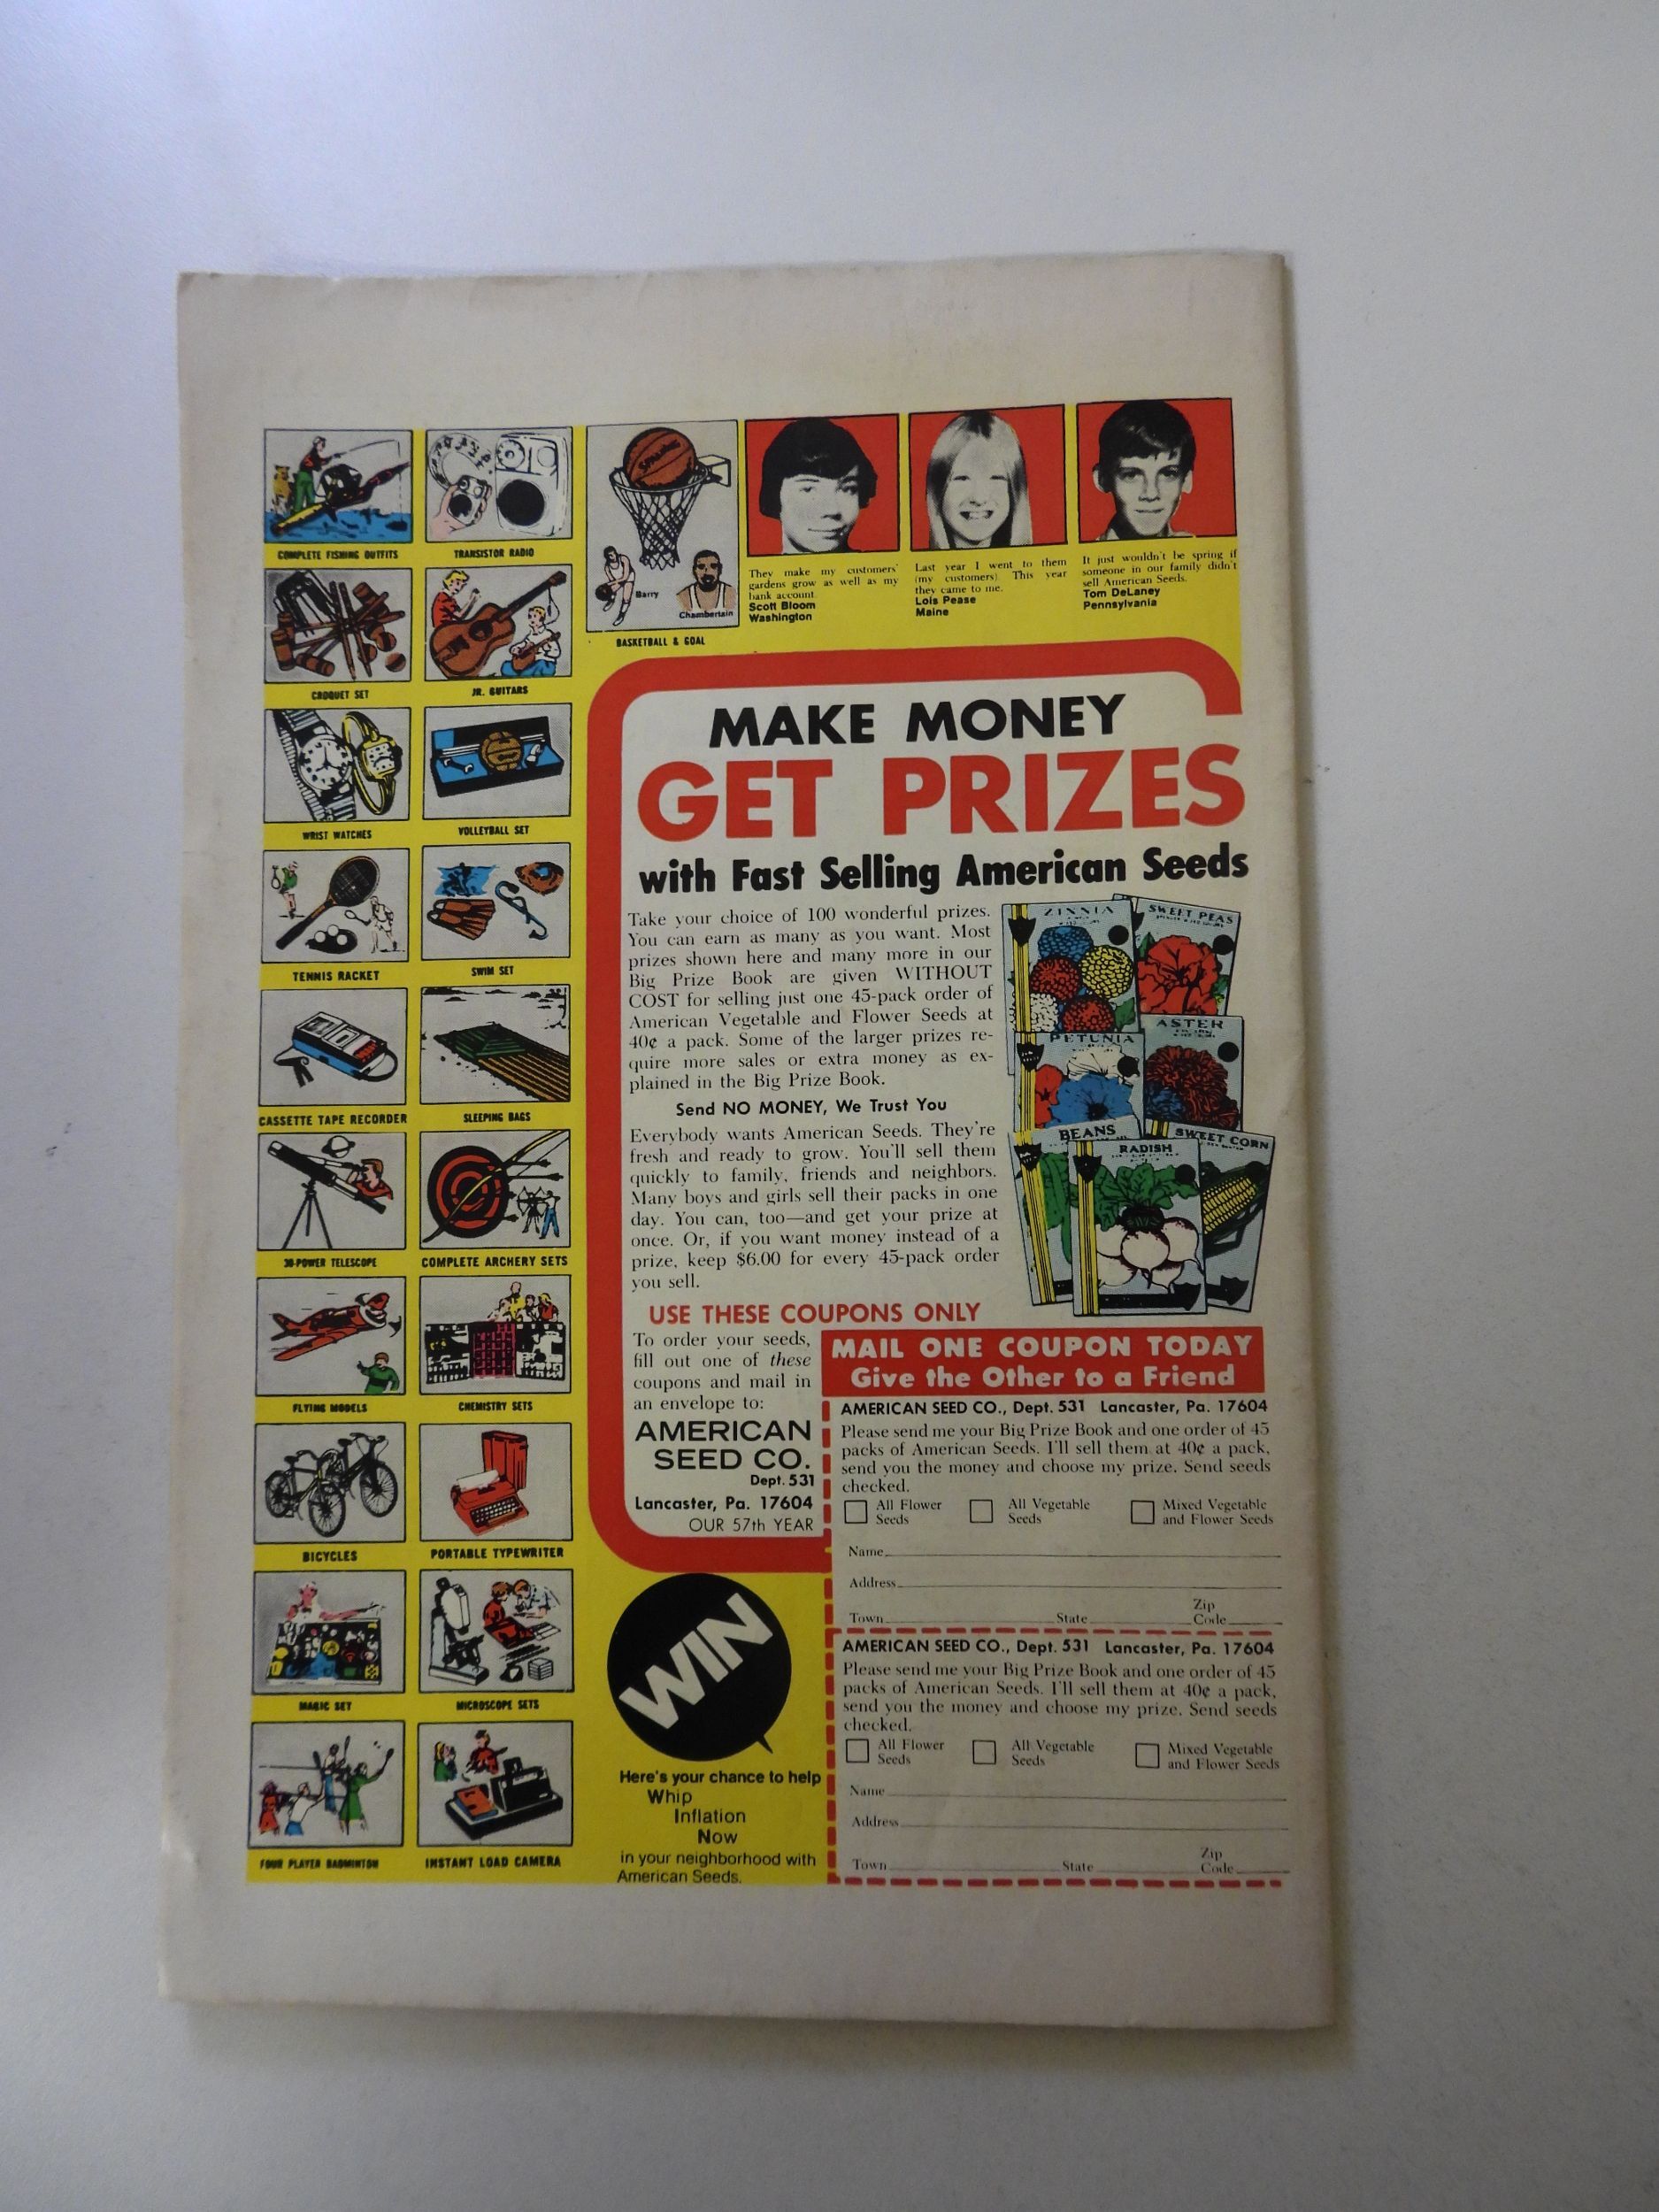 COMPLETE FISHING OUTFITS
TRANSISTOR RADIO
CROQUET SET
JR. GUITARS
WRIST WATCHES
VOLLEYBALL SET
TENNIS RACKET
SWIM SET
CASSETTE TAPE RECORDER
SLEEPING BAGS
30-POWER TELESCOPE
COMPLETE ARCHERY SETS
FLYING MODELS
CHEMISTRY SETS
BICYCLES
PORTABLE TYPEWRITER
MAGIC SET
MICROSCOPE SETS
FOUR PLAYER BADMINTON
INSTANT LOAD CAMERA
SPALDING
Barry
Chamberlain
BASKETBALL & GOAL
They make my customers'
gardens grow as well as my
bank account.
Scott Bloom
Washington
Last year I went to them
(my customers). This year
they came to me.
Lois Pease
Maine
It just wouldn't be spring if
someone in our family didn't
sell American Seeds.
Tom DeLaney
Pennsylvania
MAKE MONEY
GET PRIZES
with Fast Selling American Seeds
Take your choice of 100 wonderful prizes.
You can earn as many as you want. Most
prizes shown here and many more in our
Big Prize Book are given WITHOUT
COST for selling just one 45-pack order of
American Vegetable and Flower Seeds at
40¢ a pack. Some of the larger prizes re-
quire more sales or extra money as ex-
plained in the Big Prize Book.
Send NO MONEY, We Trust You
Everybody wants American Seeds. They're
fresh and ready to grow. You'll sell them
quickly to family, friends and neighbors.
Many boys and girls sell their packs in one
day. You can, too—and get your prize at
once. Or, if you want money instead of a
prize, keep $6.00 for every 45-pack order
you sell.
ZINNIA
SWEET PEAS
PETUNIA
ASTER
BEANS
RADISH
SWEET CORN
USE THESE COUPONS ONLY
To order your seeds,
fill out one of these
coupons and mail in
an envelope to:
AMERICAN
SEED CO.
Dept. 531
Lancaster, Pa. 17604
OUR 57th YEAR
MAIL ONE COUPON TODAY
Give the Other to a Friend
AMERICAN SEED CO., Dept. 531 Lancaster, Pa. 17604
Please send me your Big Prize Book and one order of 45
packs of American Seeds. I'll sell them at 40¢ a pack,
send you the money and choose my prize. Send seeds
checked.
All Flower Seeds
All Vegetable Seeds
Mixed Vegetable and Flower Seeds
Name
Address
Town State Zip Code
AMERICAN SEED CO., Dept. 531 Lancaster, Pa. 17604
Please send me your Big Prize Book and one order of 45
packs of American Seeds. I'll sell them at 40¢ a pack,
send you the money and choose my prize. Send seeds
checked.
All Flower Seeds
All Vegetable Seeds
Mixed Vegetable and Flower Seeds
Name
Address
Town State Zip Code
WIN
Here's your chance to help
Whip
Inflation
Now
in your neighborhood with
American Seeds.